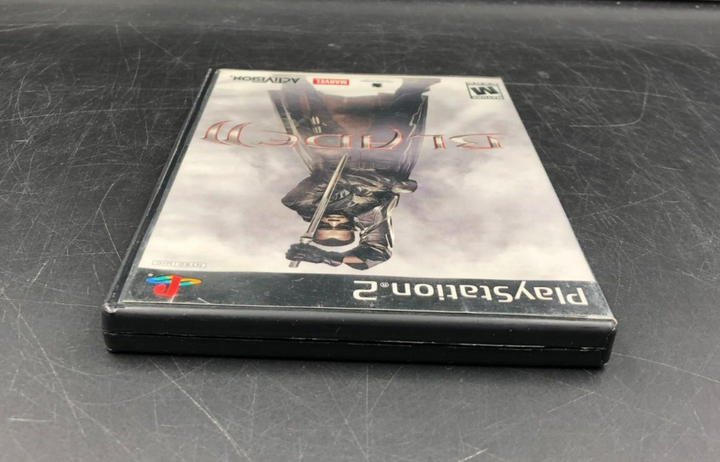 PlayStation®2
BLADE II
M
MARVEL
ACTIVISION